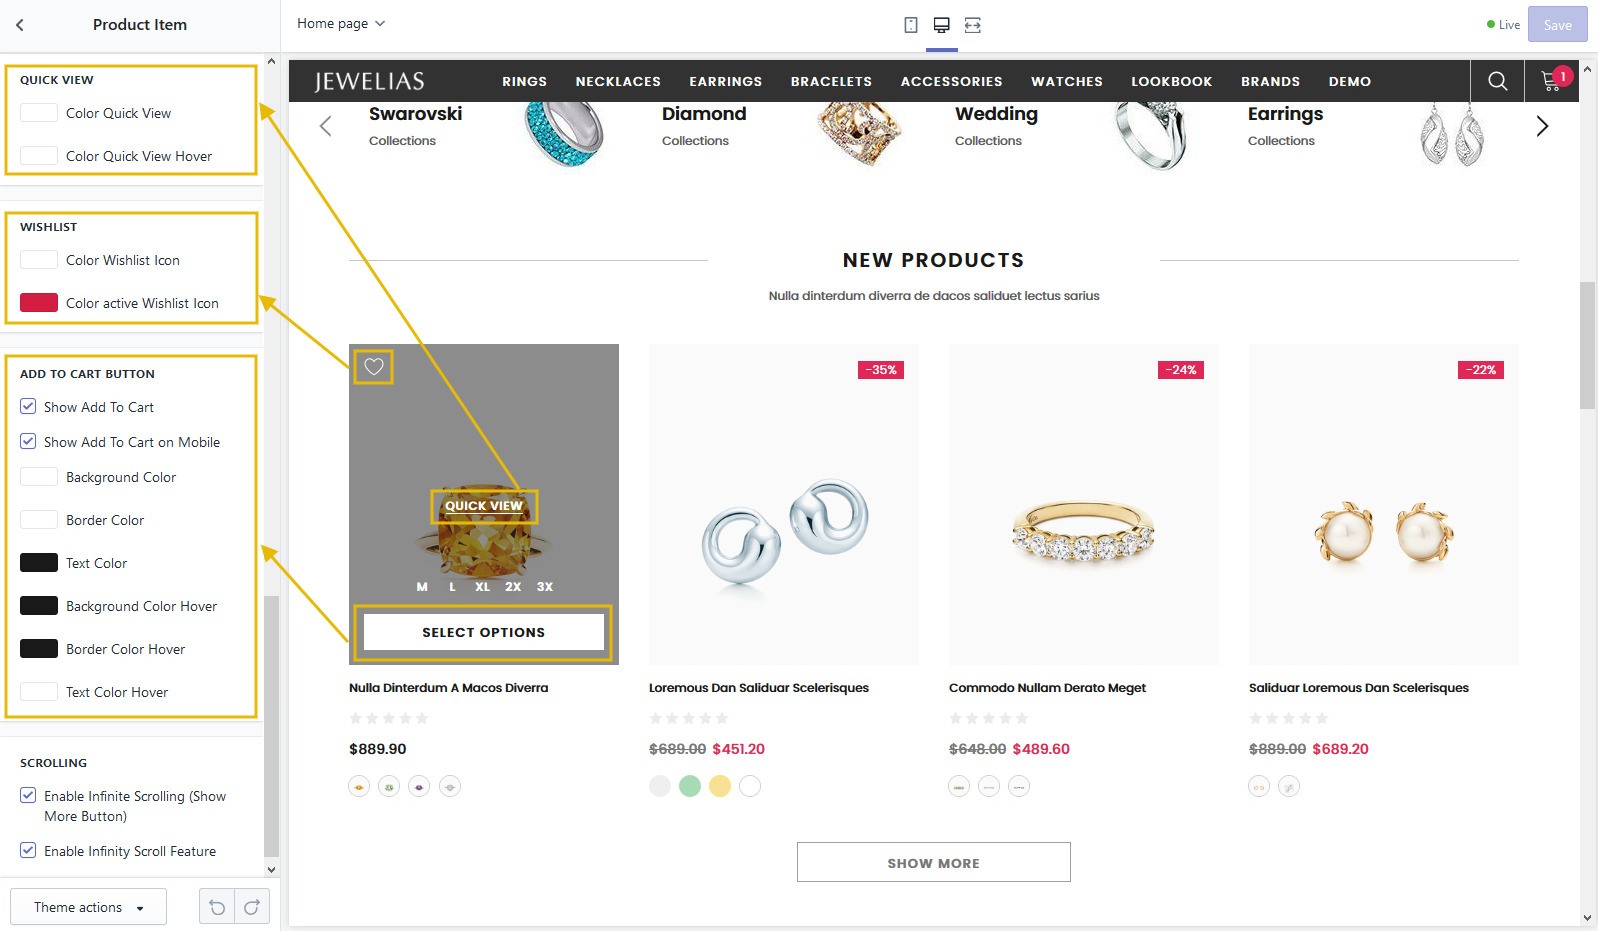 Product Item
Home page
Live
Save
QUICK VIEW
Color Quick View
Color Quick View Hover
WISHLIST
Color Wishlist Icon
Color active Wishlist Icon
ADD TO CART BUTTON
Show Add To Cart
Show Add To Cart on Mobile
Background Color
Border Color
Text Color
Background Color Hover
Border Color Hover
Text Color Hover
SCROLLING
Enable Infinite Scrolling (Show
More Button)
Enable Infinity Scroll Feature
Theme actions
JEWELIAS
RINGS NECKLACES EARRINGS BRACELETS ACCESSORIES WATCHES LOOKBOOK BRANDS DEMO
1
Swarovski
Collections
Diamond
Collections
Wedding
Collections
Earrings
Collections
NEW PRODUCTS
Nulla dinterdum diverra de dacos saliduet lectus sarius
QUICK VIEW
M L XL 2X 3X
SELECT OPTIONS
Nulla Dinterdum A Macos Diverra
$889.90
-35%
Loremous Dan Saliduar Scelerisques
$689.00 $451.20
-24%
Commodo Nullam Derato Meget
$648.00 $489.60
-22%
Saliduar Loremous Dan Scelerisques
$889.00 $689.20
SHOW MORE